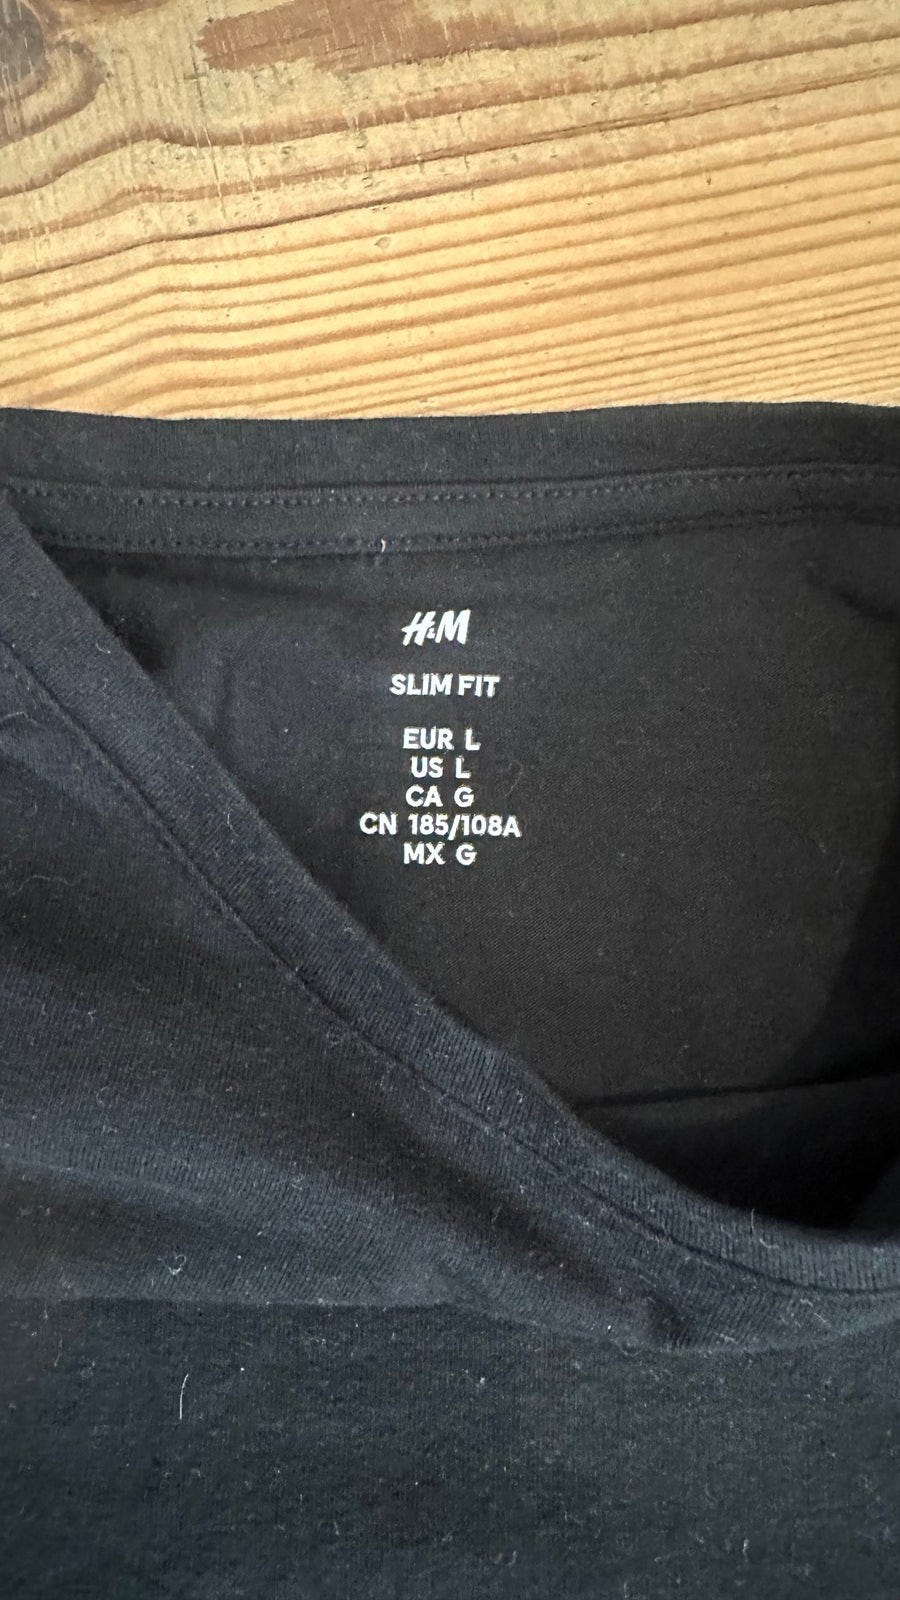 H&M
SLIM FIT
EUR L
US L
CA G
CN 185/108A
MX G